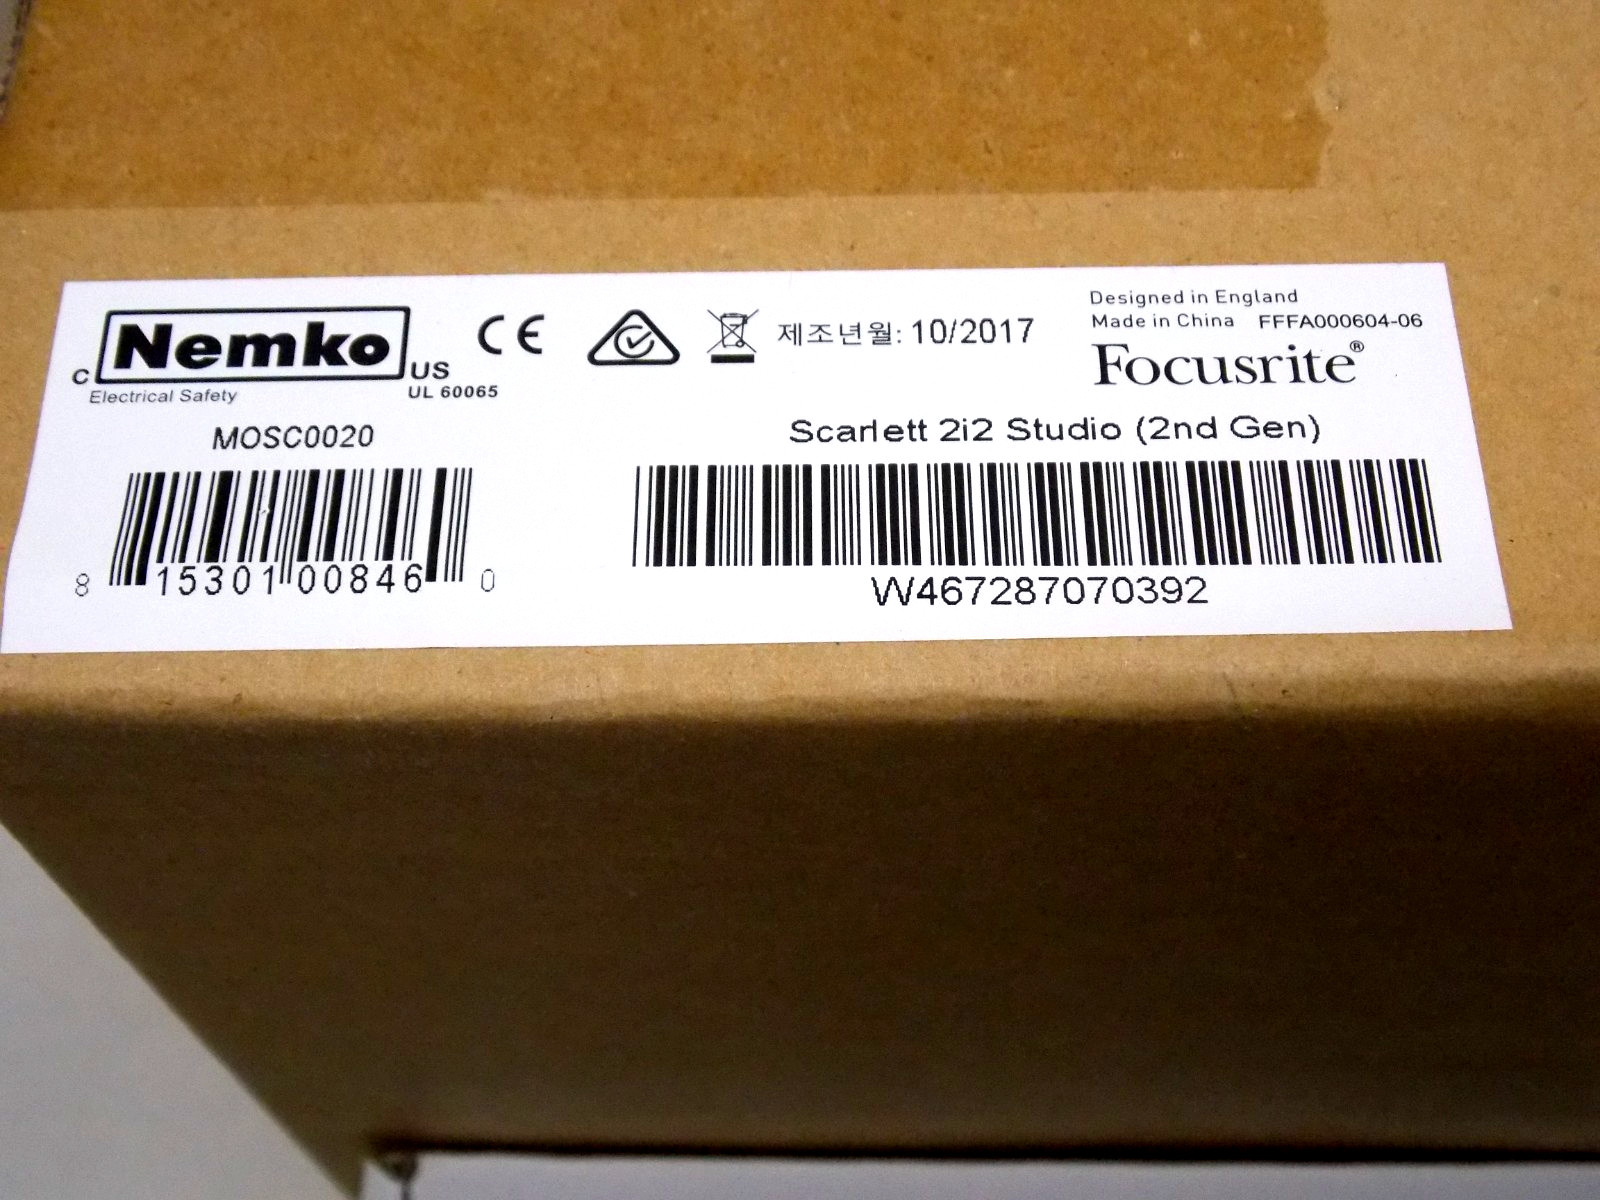 c Nemko US
Electrical Safety
UL 60065
CE
제조년월: 10/2017
Designed in England
Made in China FFFA000604-06
Focusrite®
MOSC0020
Scarlett 2i2 Studio (2nd Gen)
8 15301 00846 0
W467287070392